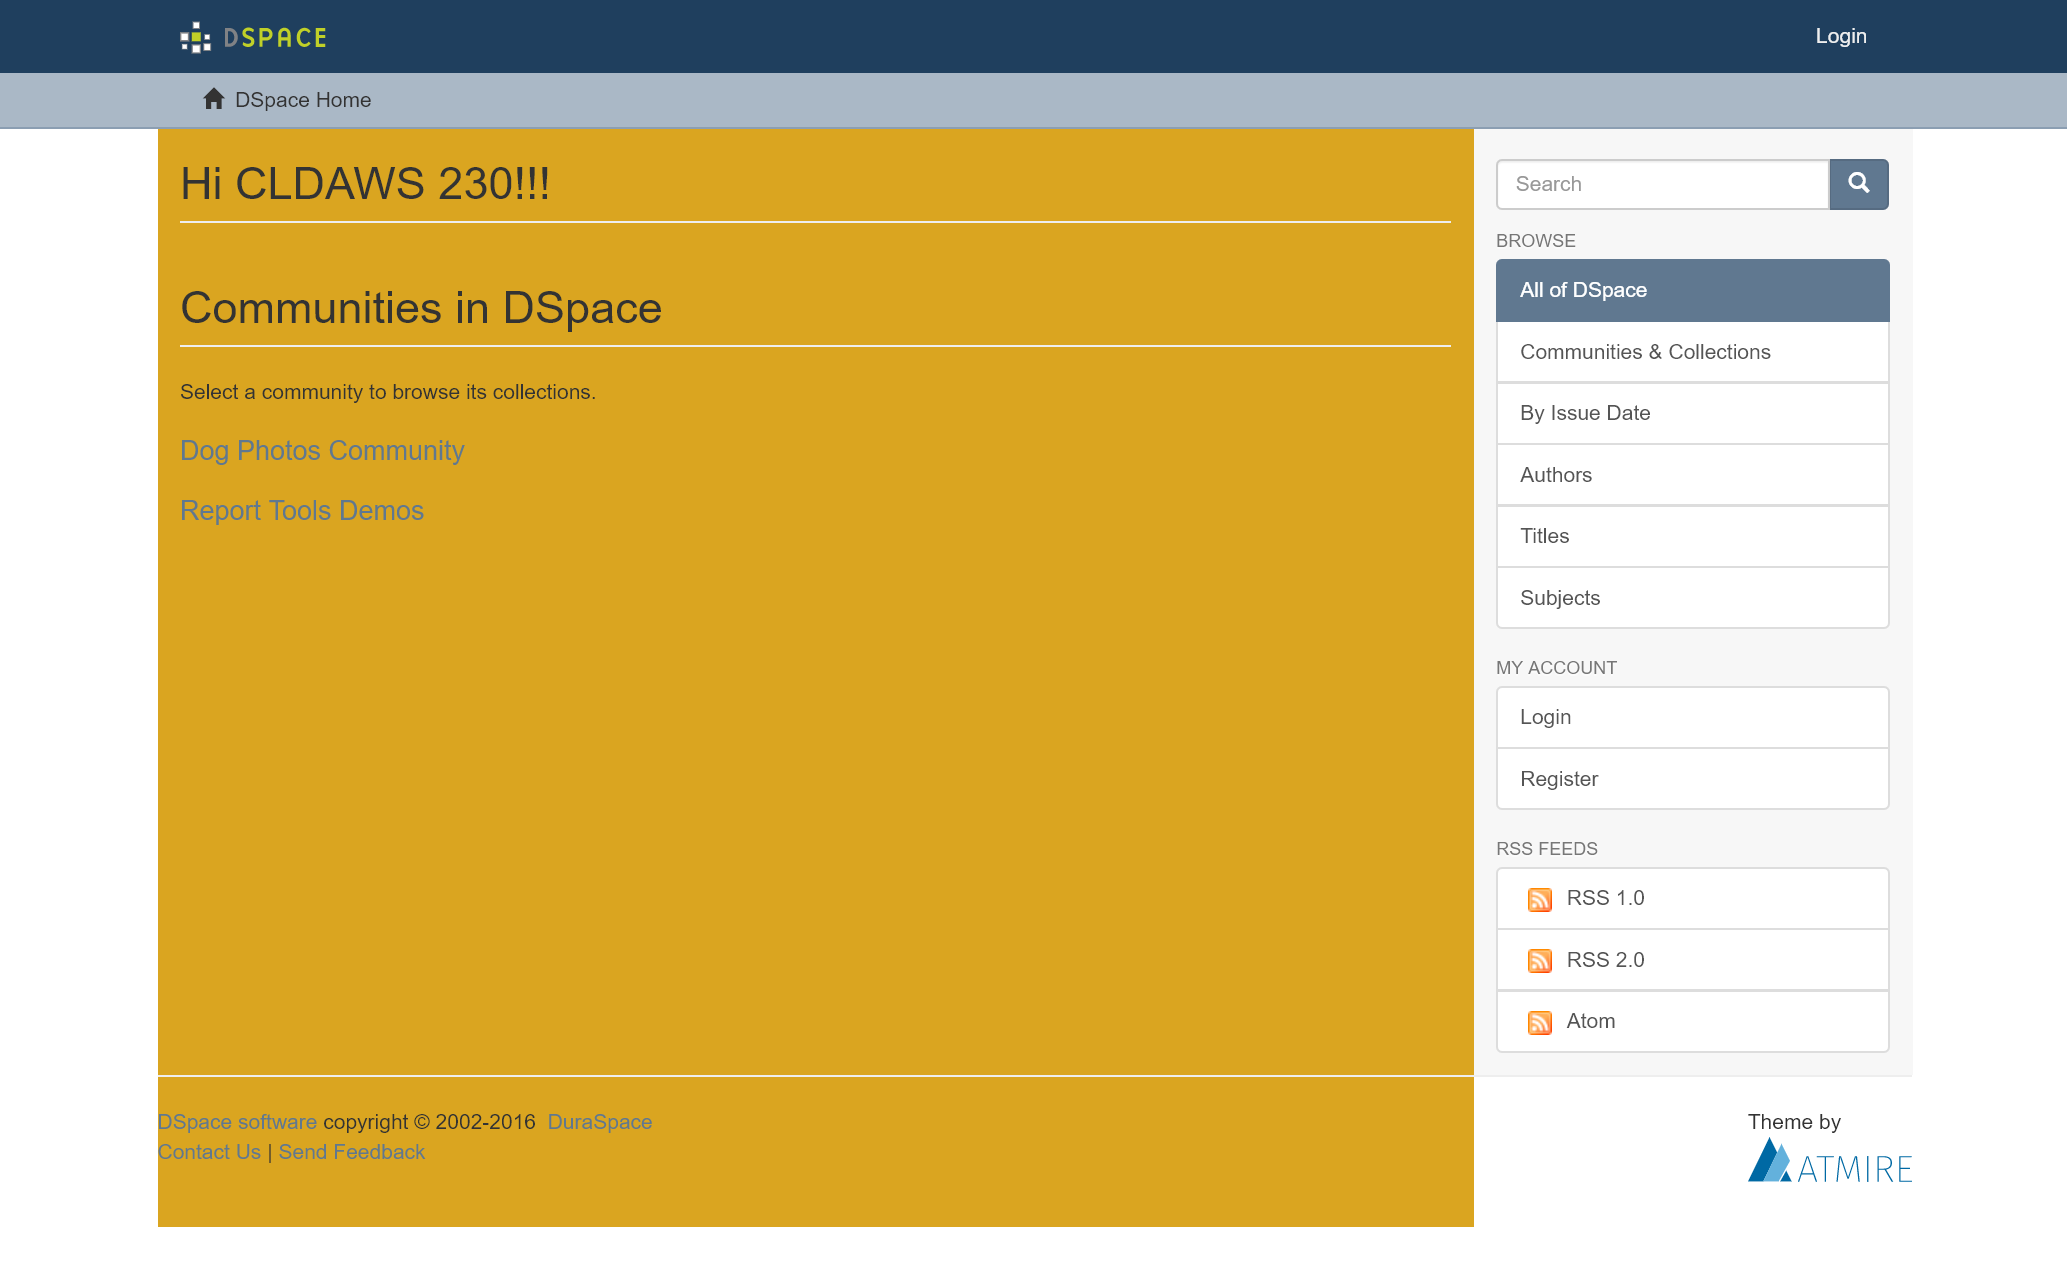 DSPACE
Login
DSpace Home
Hi CLDAWS 230!!!
Communities in DSpace
Select a community to browse its collections.
Dog Photos Community
Report Tools Demos
Search
BROWSE
All of DSpace
Communities & Collections
By Issue Date
Authors
Titles
Subjects
MY ACCOUNT
Login
Register
RSS FEEDS
RSS 1.0
RSS 2.0
Atom
DSpace software copyright © 2002-2016 DuraSpace
Contact Us | Send Feedback
Theme by
ATMIRE